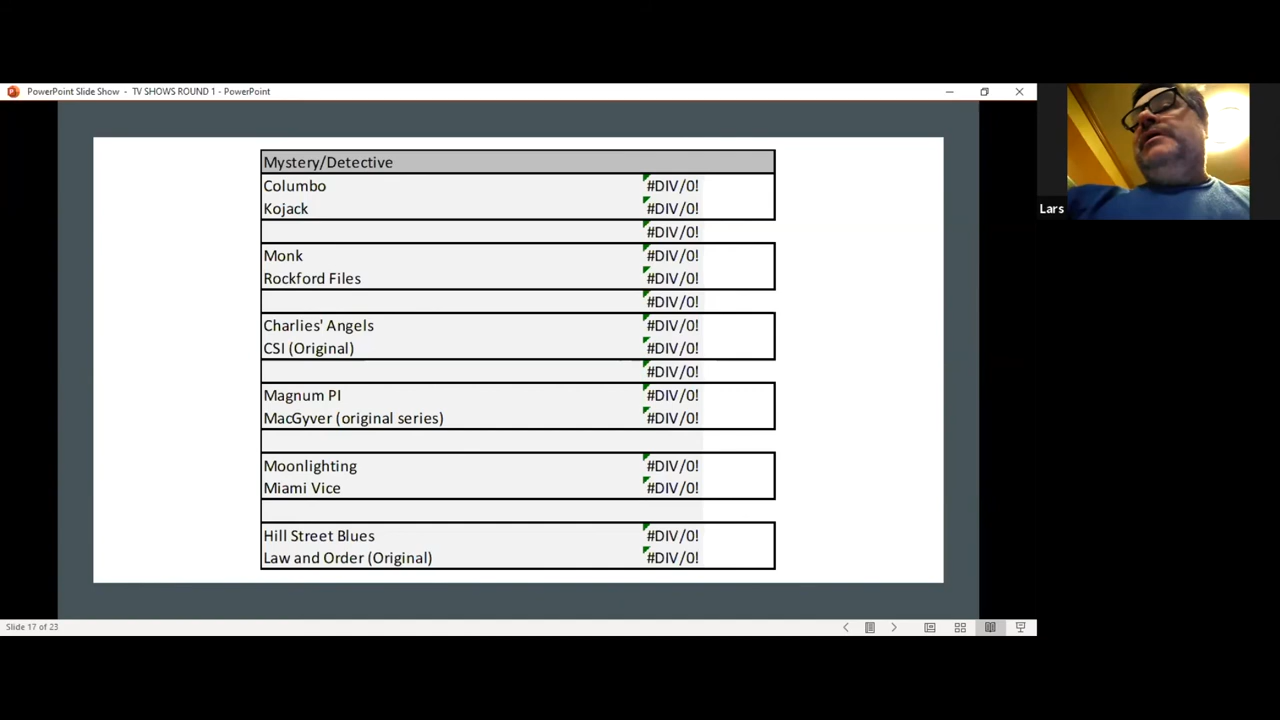 PowerPoint Slide Show - TV SHOWS ROUND 1 - PowerPoint
Mystery/Detective
Columbo #DIV/0!
Kojack #DIV/0!
#DIV/0!
Monk #DIV/0!
Rockford Files #DIV/0!
#DIV/0!
Charlies' Angels #DIV/0!
CSI (Original) #DIV/0!
#DIV/0!
Magnum PI #DIV/0!
MacGyver (original series) #DIV/0!
Moonlighting #DIV/0!
Miami Vice #DIV/0!
Hill Street Blues #DIV/0!
Law and Order (Original) #DIV/0!
Lars
Slide 17 of 23